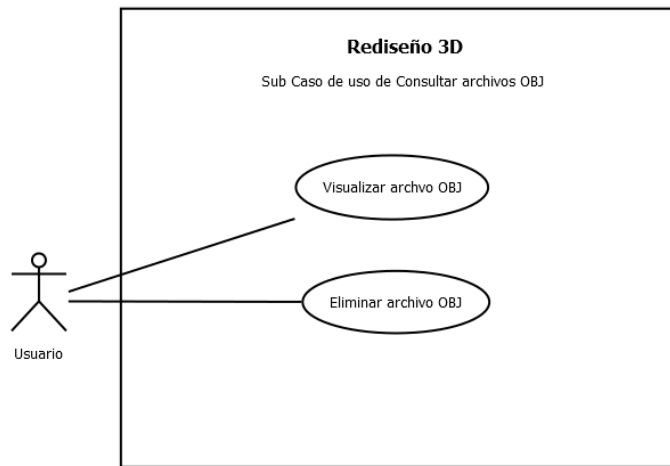 Rediseño 3D
Sub Caso de uso de Consultar archivos OBJ
Visualizar archvo OBJ
Eliminar archivo OBJ
Usuario